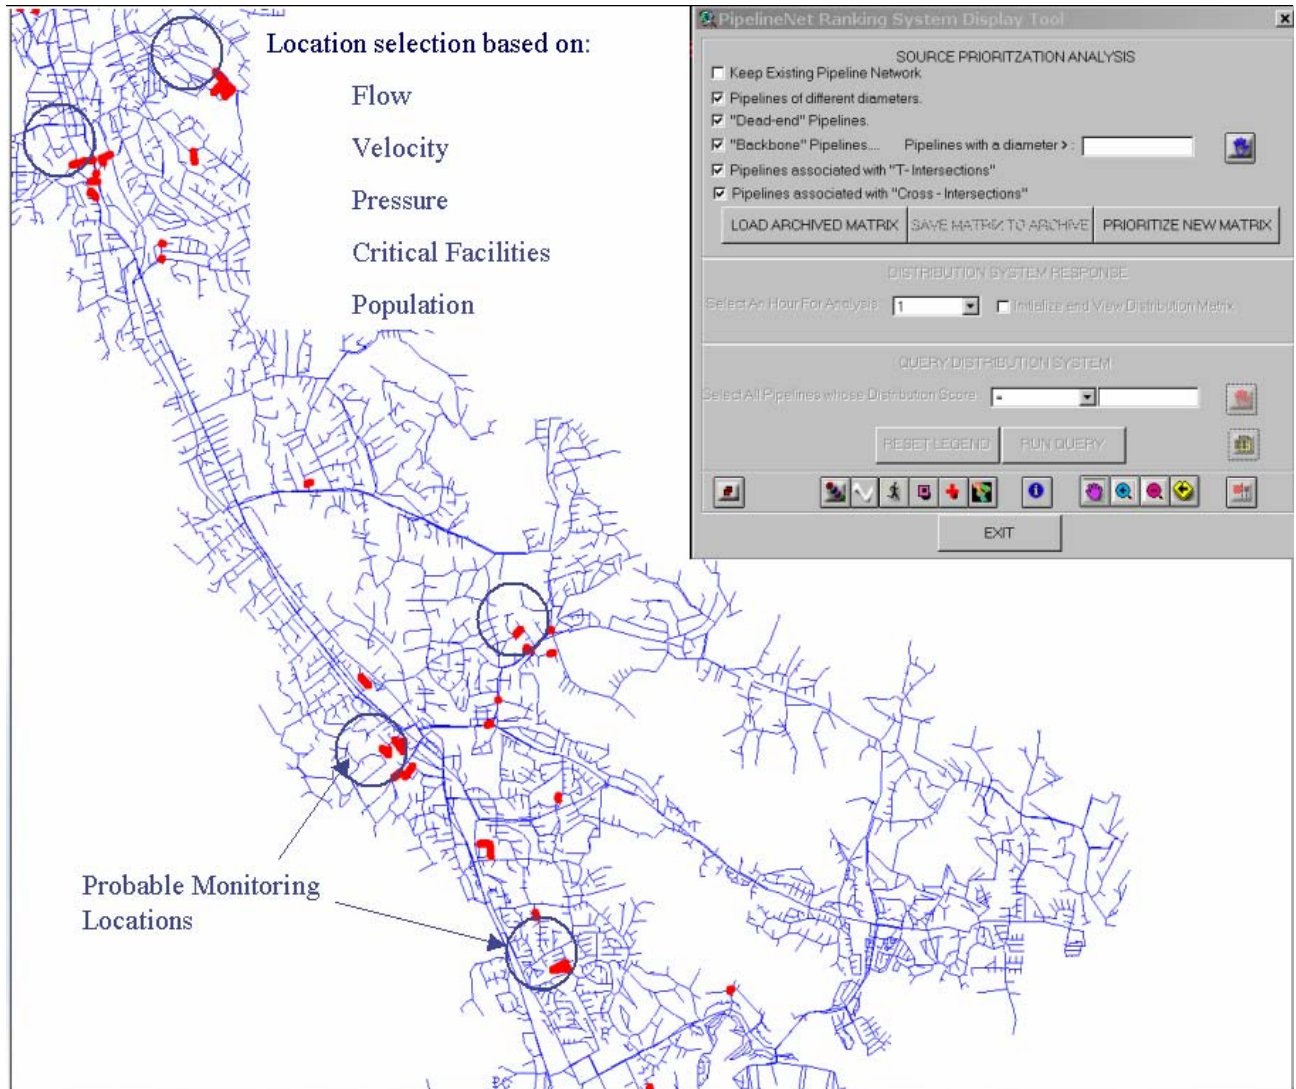 Location selection based on:
Flow
Velocity
Pressure
Critical Facilities
Population
Probable Monitoring
Locations
PipelineNet Ranking System Display Tool
SOURCE PRIORITZATION ANALYSIS
Keep Existing Pipeline Network
Pipelines of different diameters.
"Dead-end" Pipelines.
"Backbone" Pipelines.... Pipelines with a diameter > :
Pipelines associated with "T- Intersections"
Pipelines associated with "Cross - Intersections"
LOAD ARCHIVED MATRIX SAVE MATRIX TO ARCHIVE PRIORITIZE NEW MATRIX
DISTRIBUTION SYSTEM RESPONSE
Select An Hour For Analysis: 1 Initialize and View Distribution Matrix
QUERY DISTRIBUTION SYSTEM
Select All Pipelines whose Distribution Score: =
RESET LEGEND RUN QUERY
EXIT